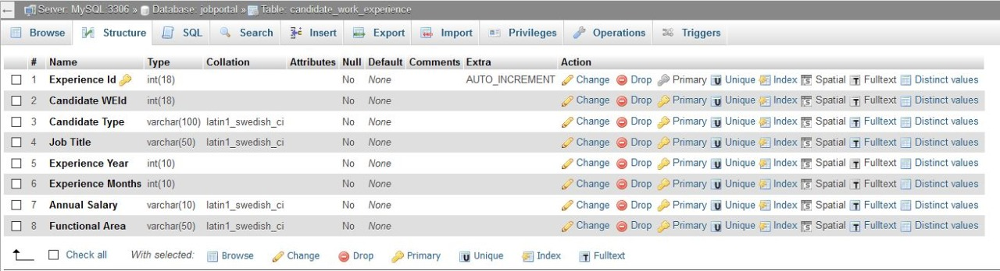 Server: MySQL:3306 » Database: jobportal » Table: candidate_work_experience
Browse Structure SQL Search Insert Export Import Privileges Operations Triggers
# Name Type Collation Attributes Null Default Comments Extra Action
1 Experience Id int(18) No None AUTO_INCREMENT Change Drop Primary Unique Index Spatial Fulltext Distinct values
2 Candidate WEId int(18) No None Change Drop Primary Unique Index Spatial Fulltext Distinct values
3 Candidate Type varchar(100) latin1_swedish_ci No None Change Drop Primary Unique Index Spatial Fulltext Distinct values
4 Job Title varchar(50) latin1_swedish_ci No None Change Drop Primary Unique Index Spatial Fulltext Distinct values
5 Experience Year int(10) No None Change Drop Primary Unique Index Spatial Fulltext Distinct values
6 Experience Months int(10) No None Change Drop Primary Unique Index Spatial Fulltext Distinct values
7 Annual Salary varchar(10) latin1_swedish_ci No None Change Drop Primary Unique Index Spatial Fulltext Distinct values
8 Functional Area varchar(50) latin1_swedish_ci No None Change Drop Primary Unique Index Spatial Fulltext Distinct values
Check all With selected: Browse Change Drop Primary Unique Index Fulltext